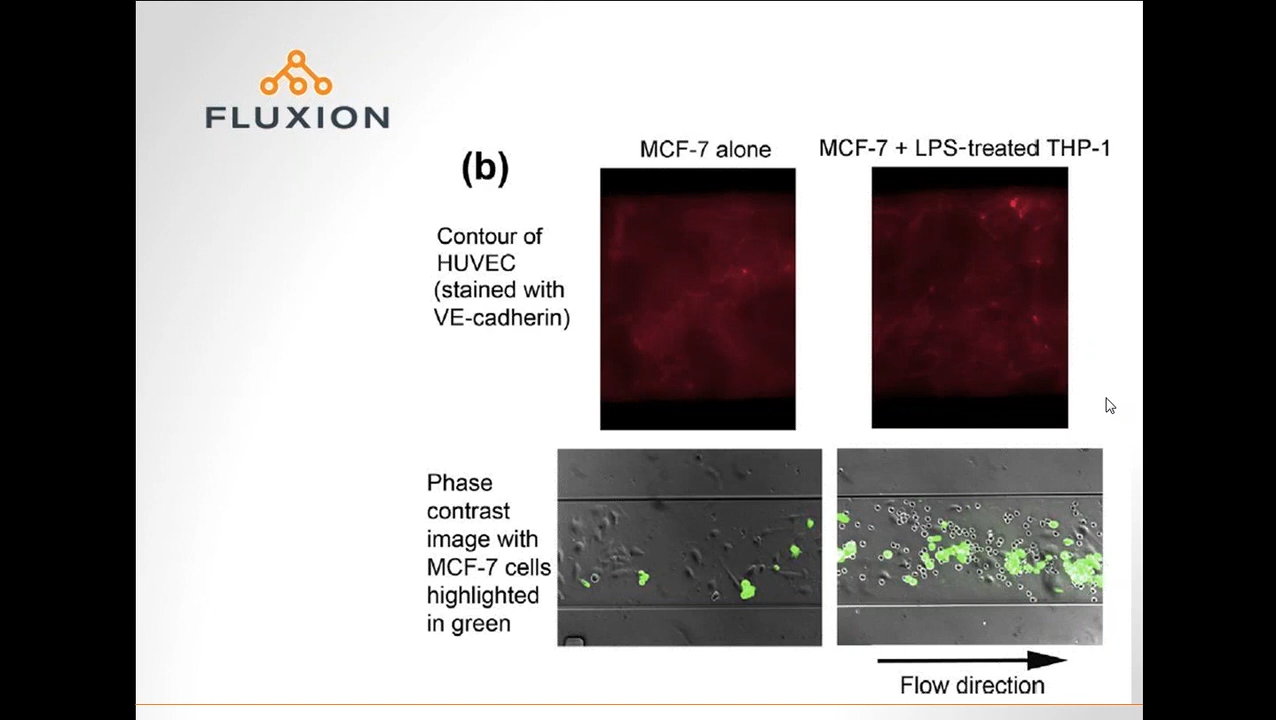 FLUXION
(b)
MCF-7 alone
MCF-7 + LPS-treated THP-1
Contour of
HUVEC
(stained with
VE-cadherin)
Phase
contrast
image with
MCF-7 cells
highlighted
in green
Flow direction